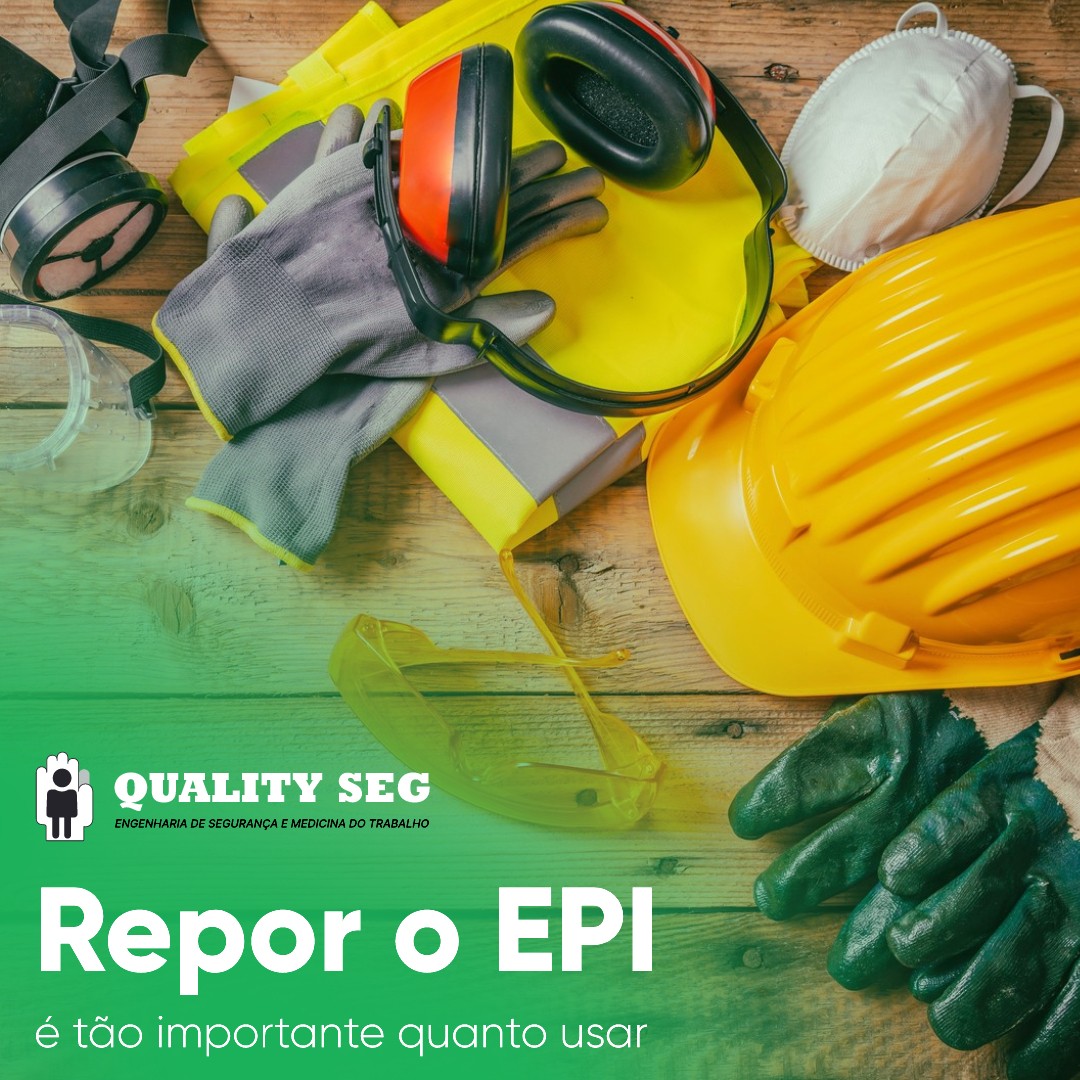 QUALITY SEG
ENGENHARIA DE SEGURANÇA E MEDICINA DO TRABALHO
Repor o EPI
é tão importante quanto usar